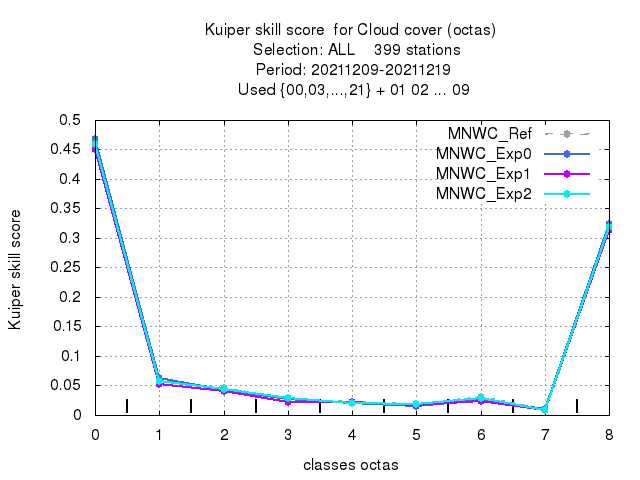 Kuiper skill score  for Cloud cover (octas)
Selection: ALL    399 stations
Period: 20211209-20211219
Used {00,03,...,21} + 01 02 ... 09
MNWC_Ref
MNWC_Exp0
MNWC_Exp1
MNWC_Exp2
0.5
0.45
0.4
0.35
0.3
0.25
0.2
0.15
0.1
0.05
0
Kuiper skill score
0 1 2 3 4 5 6 7 8
classes octas